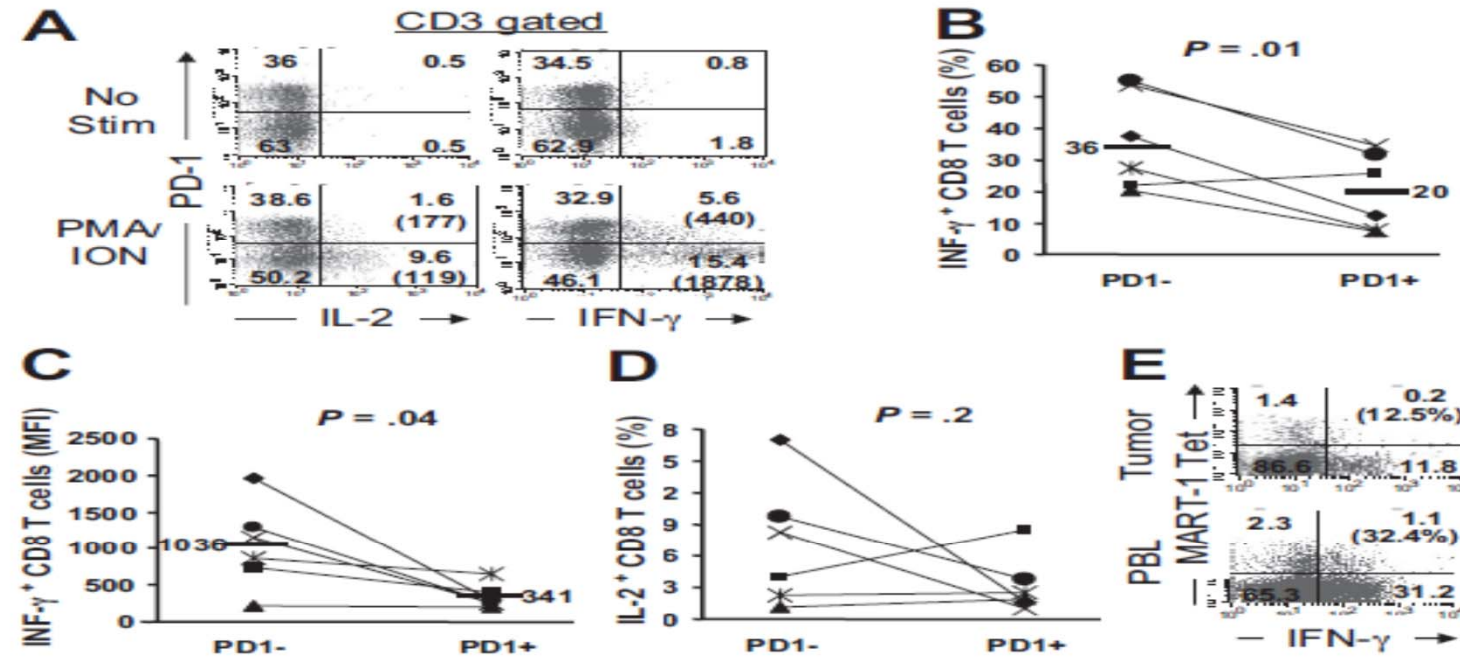 A
CD3 gated
No Stim
PD-1
36 0.5
63 0.5
34.5 0.8
62.9 1.8
PMA/ ION
38.6 1.6 (177)
50.2 9.6 (119)
32.9 5.6 (440)
46.1 15.4 (1878)
IL-2
IFN-γ
B
P = .01
INF-γ + CD8 T cells (%)
60
50
40
30
20
10
0
36
20
PD1-
PD1+
C
P = .04
INF-γ + CD8 T cells (MFI)
2500
2000
1500
1000
500
0
1036
341
PD1-
PD1+
D
P = .2
IL-2+ CD8 T cells (%)
8
5
2
9
6
3
0
PD1-
PD1+
E
Tumor
PBL
MART-1 Tet
1.4 0.2 (12.5%)
86.6 11.8
2.3 1.1 (32.4%)
65.3 31.2
IFN-γ